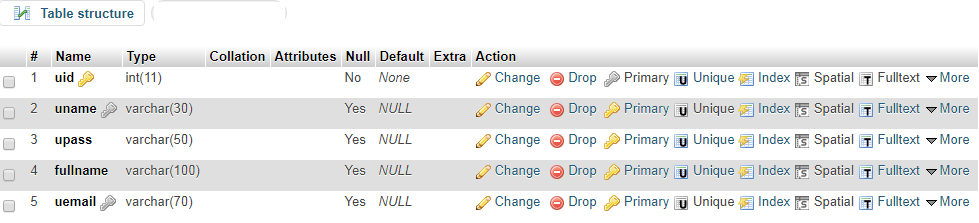 Table structure
# Name Type Collation Attributes Null Default Extra Action
1 uid int(11) No None Change Drop Primary Unique Index Spatial Fulltext More
2 uname varchar(30) Yes NULL Change Drop Primary Unique Index Spatial Fulltext More
3 upass varchar(50) Yes NULL Change Drop Primary Unique Index Spatial Fulltext More
4 fullname varchar(100) Yes NULL Change Drop Primary Unique Index Spatial Fulltext More
5 uemail varchar(70) Yes NULL Change Drop Primary Unique Index Spatial Fulltext More